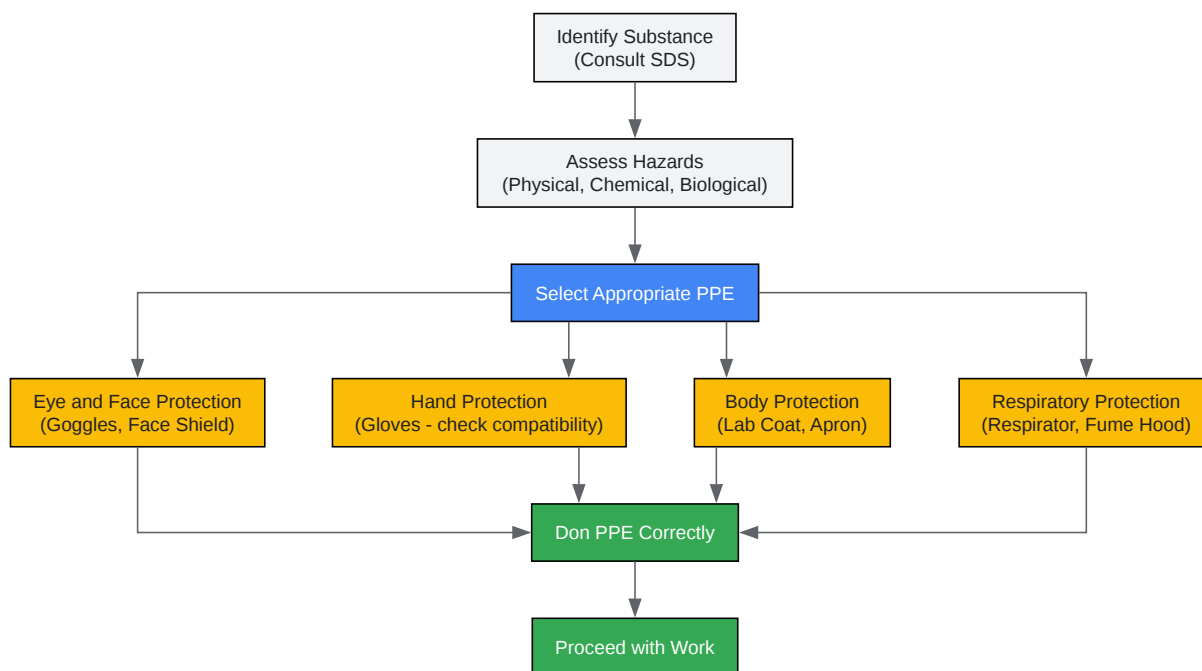 Identify Substance
(Consult SDS)
Assess Hazards
(Physical, Chemical, Biological)
Select Appropriate PPE
Eye and Face Protection
(Goggles, Face Shield)
Hand Protection
(Gloves - check compatibility)
Body Protection
(Lab Coat, Apron)
Respiratory Protection
(Respirator, Fume Hood)
Don PPE Correctly
Proceed with Work